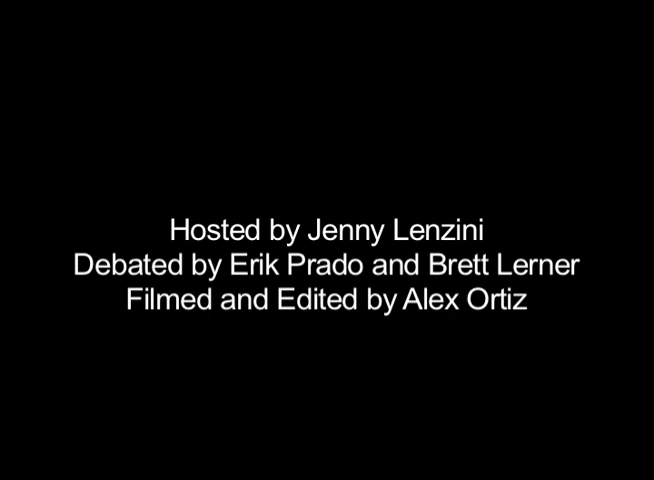 Hosted by Jenny Lenzini
Debated by Erik Prado and Brett Lerner
Filmed and Edited by Alex Ortiz